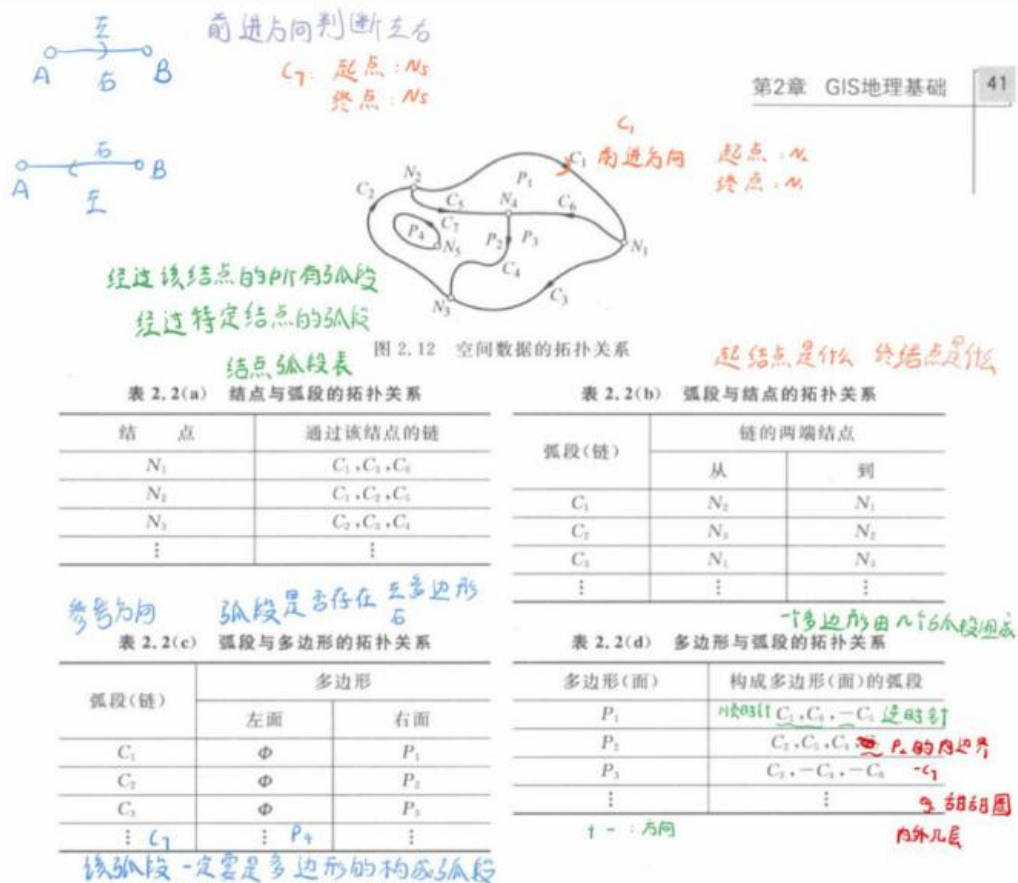 前进方向判断左右
左
A B
右
C7: 起点:N5
终点:N5
第2章 GIS地理基础 41
右
A B
左
C1
前进方向 起点:N2
终点:N1
C1
P1
N2
C2
C5 N4 C6
C7
P4
N5
P2 P3
N1
C4
C3
N3
经过该结点的所有弧段
经过特定结点的弧段
结点弧段表
图 2.12 空间数据的拓扑关系
起结点是什么 终结点是什么
表 2.2(a) 结点与弧段的拓扑关系
结 点 通过该结点的链
N1 C1,C3,C6
N2 C1,C2,C5
N3 C2,C3,C4
⋮ ⋮
表 2.2(b) 弧段与结点的拓扑关系
弧段(链) 链的两端结点
从 到
C1 N2 N1
C2 N3 N2
C3 N1 N3
⋮ ⋮ ⋮
参考方向 弧段是否存在 左多边形
右
表 2.2(c) 弧段与多边形的拓扑关系
弧段(链) 多边形
左面 右面
C1 Φ P1
C2 Φ P2
C3 Φ P3
⋮ C7 ⋮ P4 ⋮
该弧段一定要是多边形的构成弧段
一个多边形由几个弧段组成
表 2.2(d) 多边形与弧段的拓扑关系
多边形(面) 构成多边形(面)的弧段
P1 顺时针 C1,C6,-C5 逆时针
P2 C2,C5,C4 P2的内边界
P3 C3,-C4,-C6 -C7
⋮ ⋮ 甜甜圈
+ - :方向 内外几层